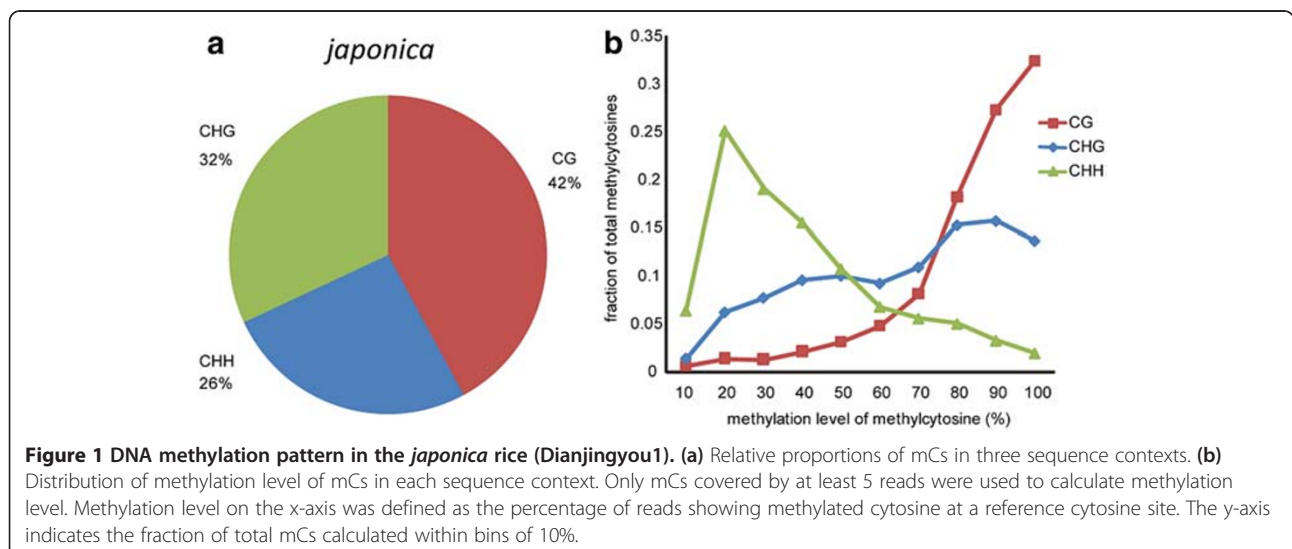 a
japonica
CHG
32%
CG
42%
CHH
26%
b
0.35
0.3
0.25
0.2
0.15
0.1
0.05
0
fraction of total methylcytosines
10 20 30 40 50 60 70 80 90 100
methylation level of methylcytosine (%)
CG
CHG
CHH
Figure 1 DNA methylation pattern in the japonica rice (Dianjingyou1). (a) Relative proportions of mCs in three sequence contexts. (b)
Distribution of methylation level of mCs in each sequence context. Only mCs covered by at least 5 reads were used to calculate methylation
level. Methylation level on the x-axis was defined as the percentage of reads showing methylated cytosine at a reference cytosine site. The y-axis
indicates the fraction of total mCs calculated within bins of 10%.